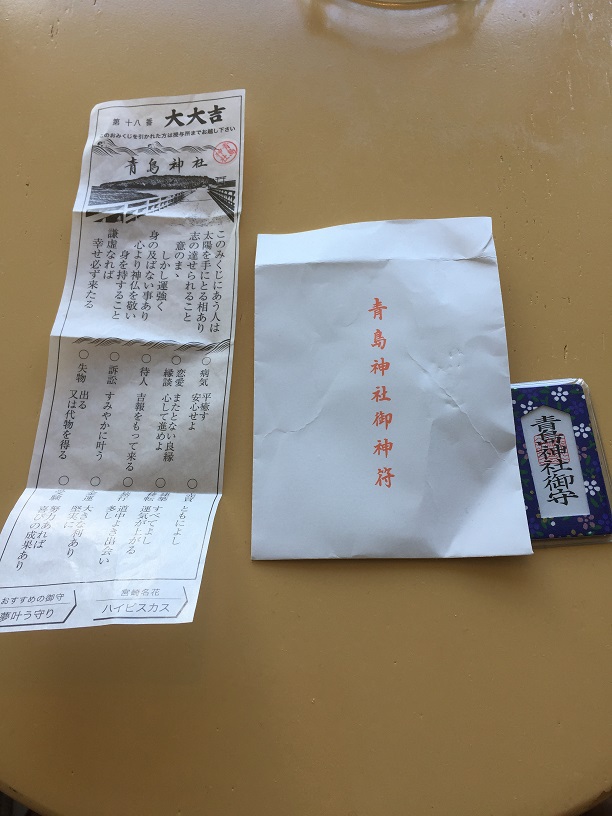 第十八番 大大吉
このおみくじを引かれた方は授与所までお越し下さい
青島神社
このみくじにあう人は
太陽を手にとる相あり
志の達せられること
意のまゝ
しかし運強く
身の及ばない事あり
心より神仏を敬い
身を持すること
謙虚なれば
幸せ必ず来たる
○病気 平癒す
安心せよ
○恋愛
縁談 またとない良縁
心して進めよ
○待人 吉報をもって来る
○訴訟 すみやかに叶う
○失物 出る
又は代物を得る
ともによし
すべてよし
運気が上がる
道中よき出会い
多し
大きな利あり
堅実にあり
努力あれば
喜びの成果あり
おすすめの御守
夢叶う守り
宮崎名花
ハイビスカス
青島神社御神符
青島神社御守